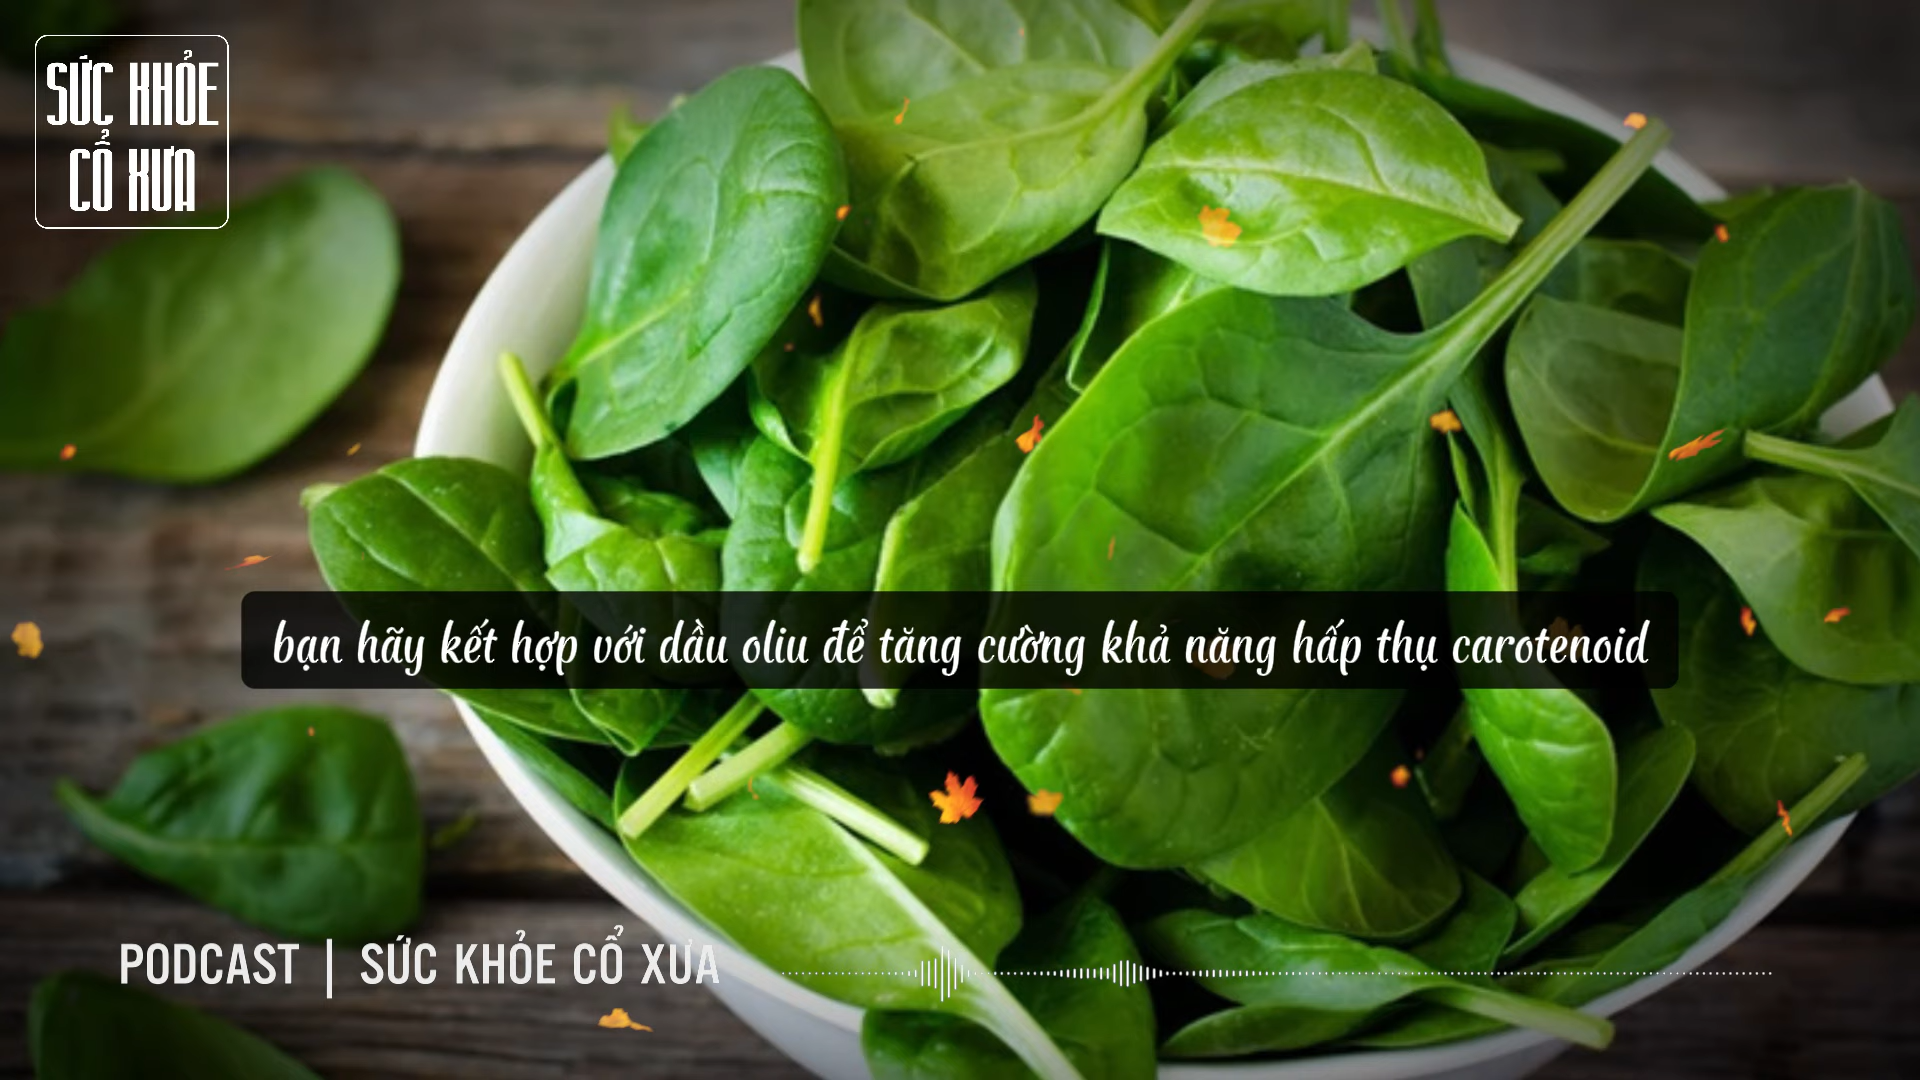 SỨC KHỎE
CỔ XƯA
bạn hãy kết hợp với dầu oliu để tăng cường khả năng hấp thụ carotenoid
PODCAST | SỨC KHỎE CỔ XƯA